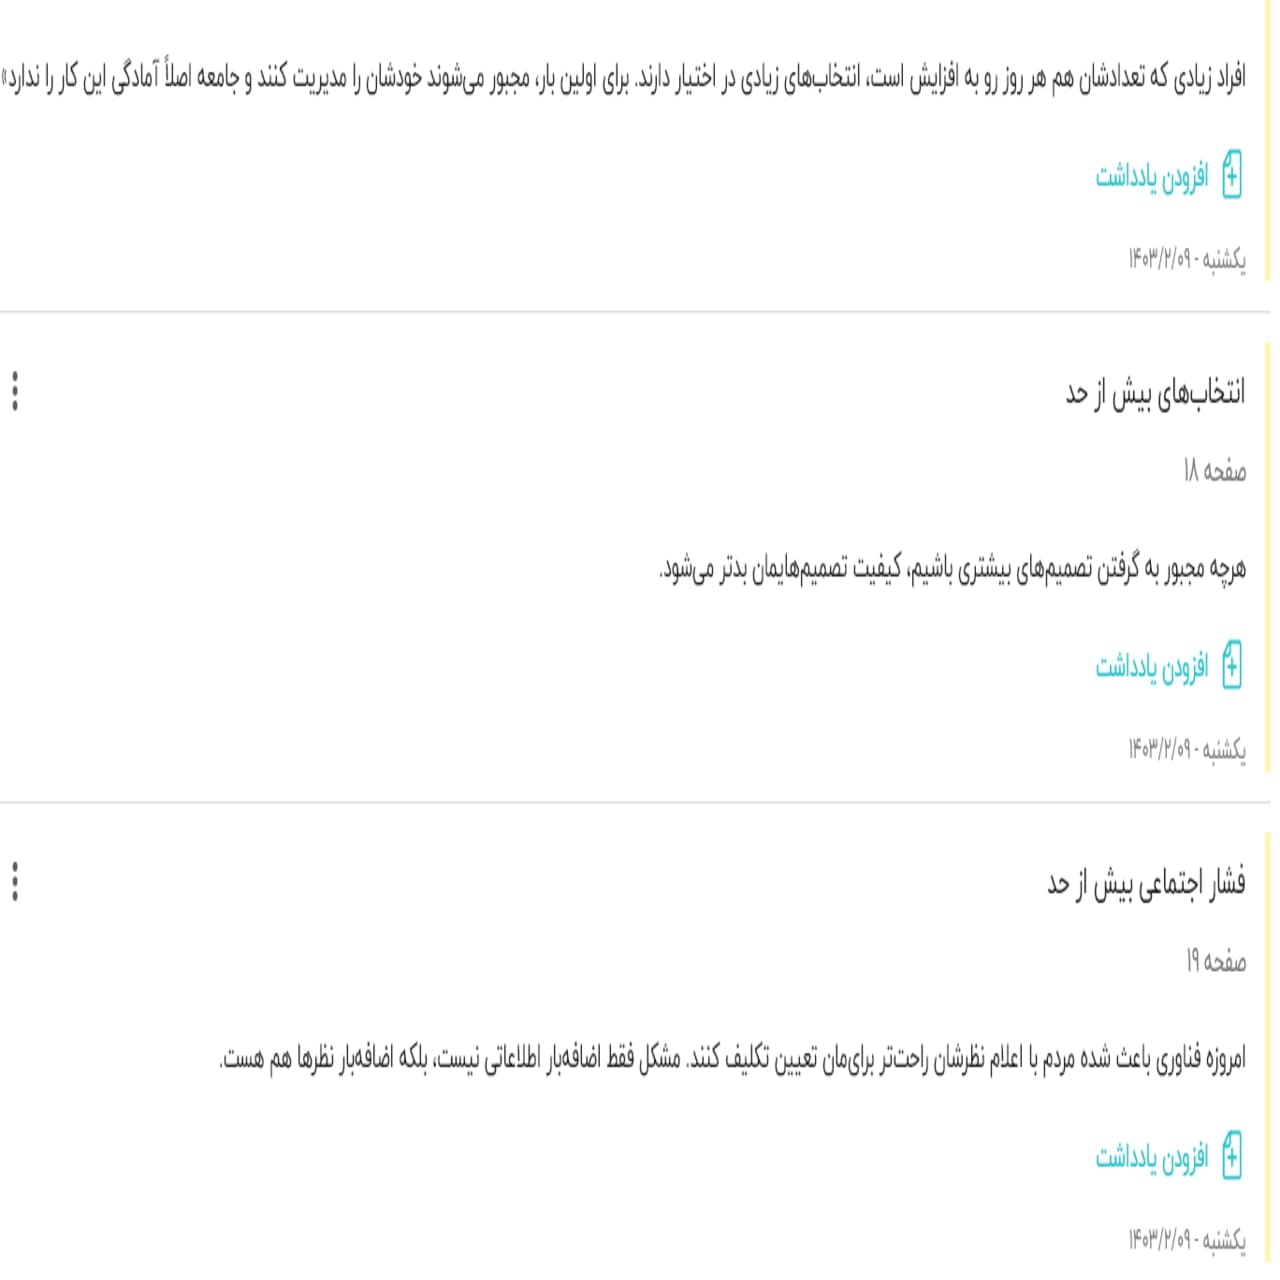 افراد زیادی که تعدادشان هم هر روز رو به افزایش است، انتخاب‌های زیادی در اختیار دارند. برای اولین بار، مجبور می‌شوند خودشان را مدیریت کنند و جامعه اصلاً آمادگی این کار را ندارد»
افزودن یادداشت
یکشنبه - ۱۴۰۳/۲/۰۹
انتخاب‌های بیش از حد
صفحه ۱۸
هرچه مجبور به گرفتن تصمیم‌های بیشتری باشیم، کیفیت تصمیم‌هایمان بدتر می‌شود.
افزودن یادداشت
یکشنبه - ۱۴۰۳/۲/۰۹
فشار اجتماعی بیش از حد
صفحه ۱۹
امروزه فناوری باعث شده مردم با اعلام نظرشان راحت‌تر برای‌مان تعیین تکلیف کنند. مشکل فقط اضافه‌بار اطلاعاتی نیست، بلکه اضافه‌بار نظرها هم هست.
افزودن یادداشت
یکشنبه - ۱۴۰۳/۲/۰۹